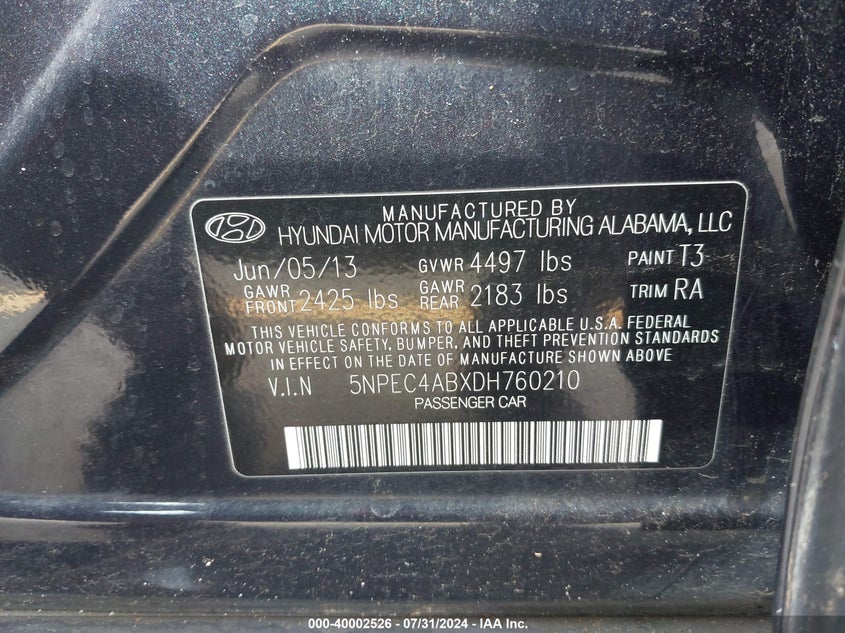 MANUFACTURED BY
HYUNDAI MOTOR MANUFACTURING ALABAMA, LLC
Jun/05/13 GVWR 4497 lbs PAINT T3
GAWR FRONT 2425 lbs GAWR REAR 2183 lbs TRIM RA
THIS VEHICLE CONFORMS TO ALL APPLICABLE U.S.A. FEDERAL
MOTOR VEHICLE SAFETY, BUMPER, AND THEFT PREVENTION STANDARDS
IN EFFECT ON THE DATE OF MANUFACTURE SHOWN ABOVE
V.I.N 5NPEC4ABXDH760210
PASSENGER CAR
000-40002526 - 07/31/2024 - IAA Inc.